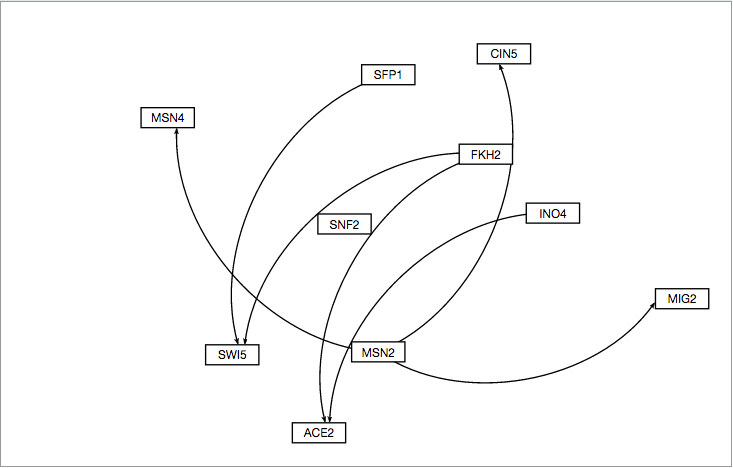 CIN5
SFP1
MSN4
FKH2
INO4
SNF2
MIG2
SWI5
MSN2
ACE2